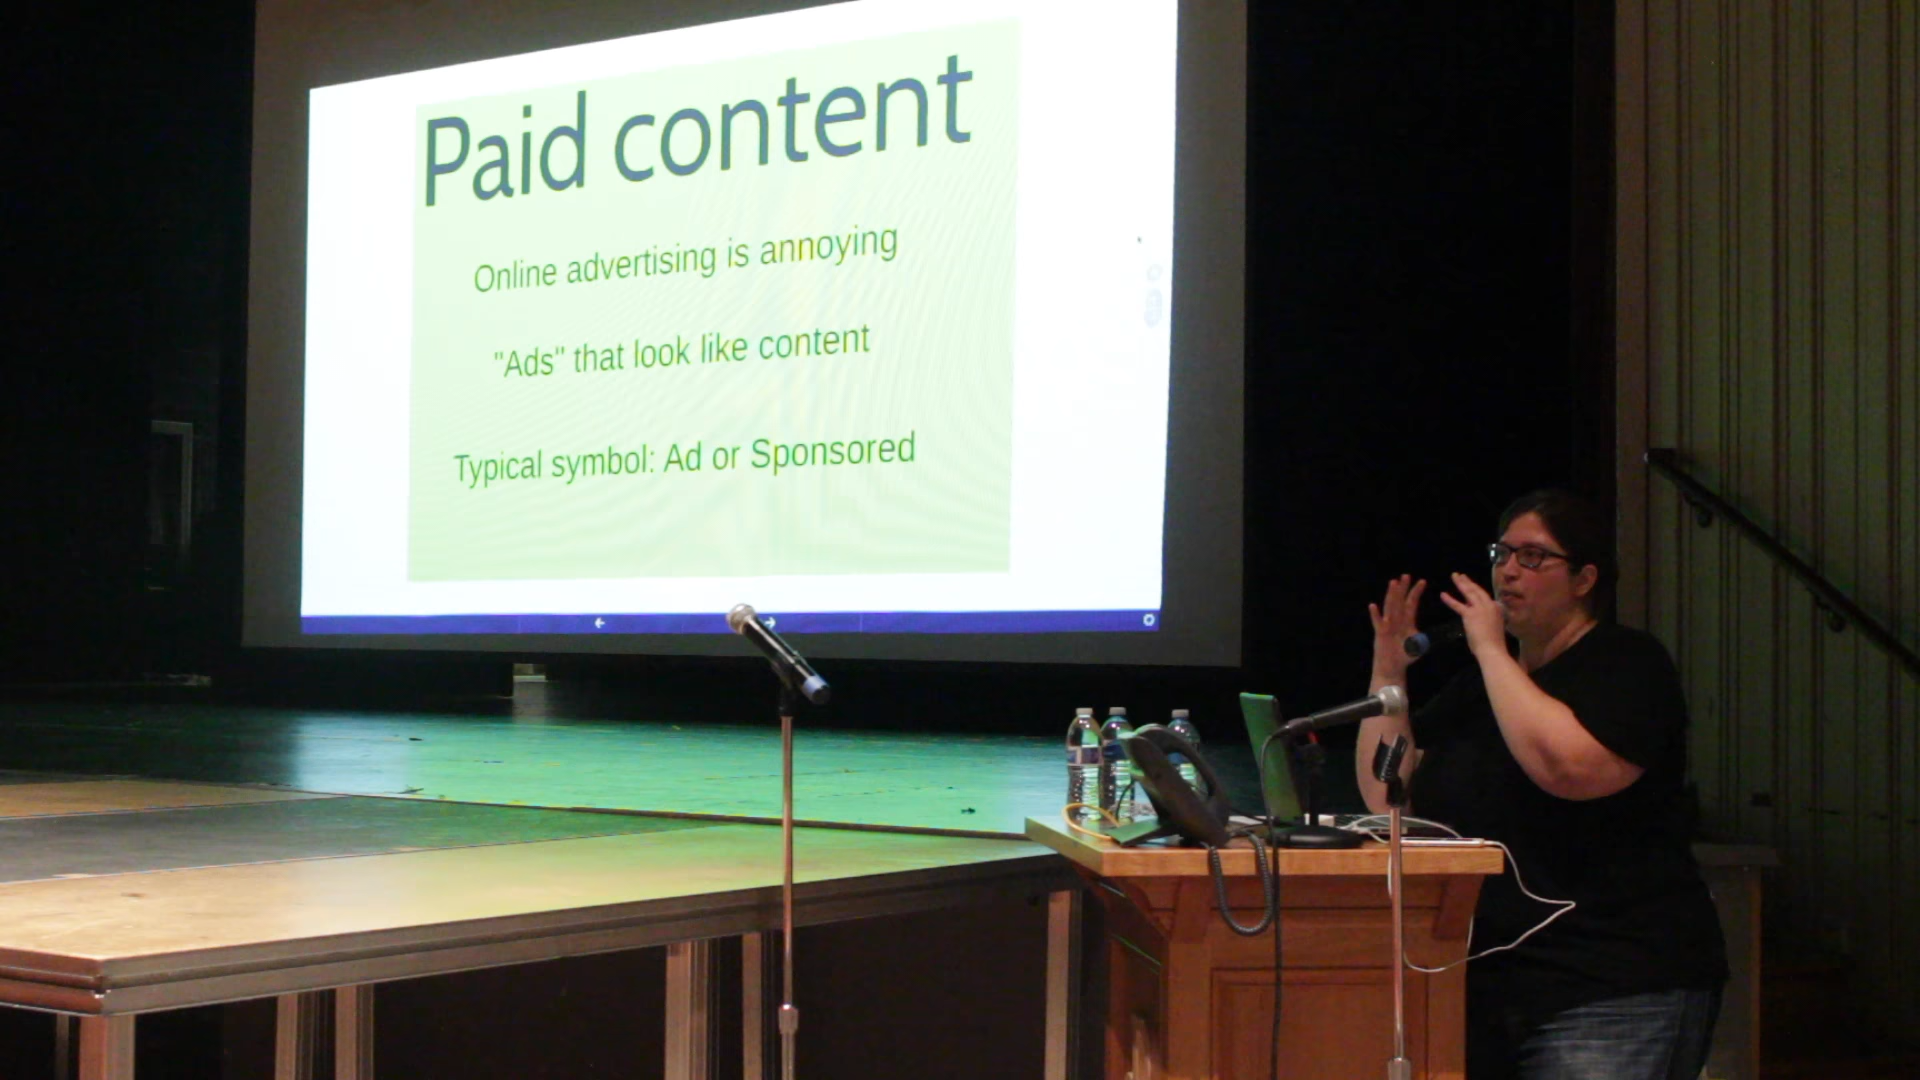 Paid content
Online advertising is annoying
"Ads" that look like content
Typical symbol: Ad or Sponsored